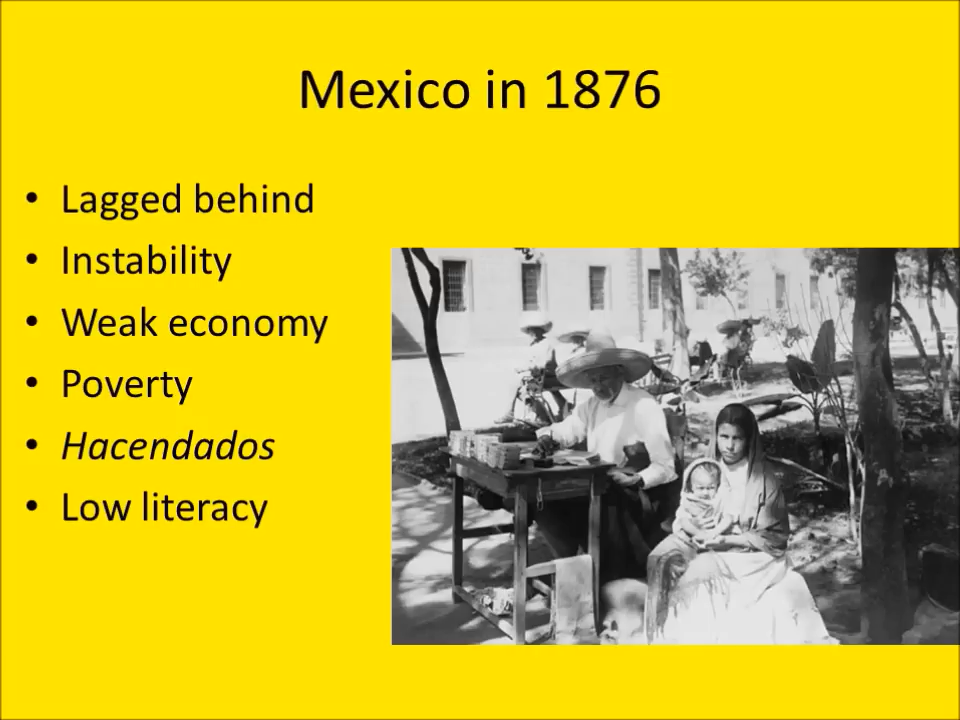 Mexico in 1876
• Lagged behind
• Instability
• Weak economy
• Poverty
• Hacendados
• Low literacy